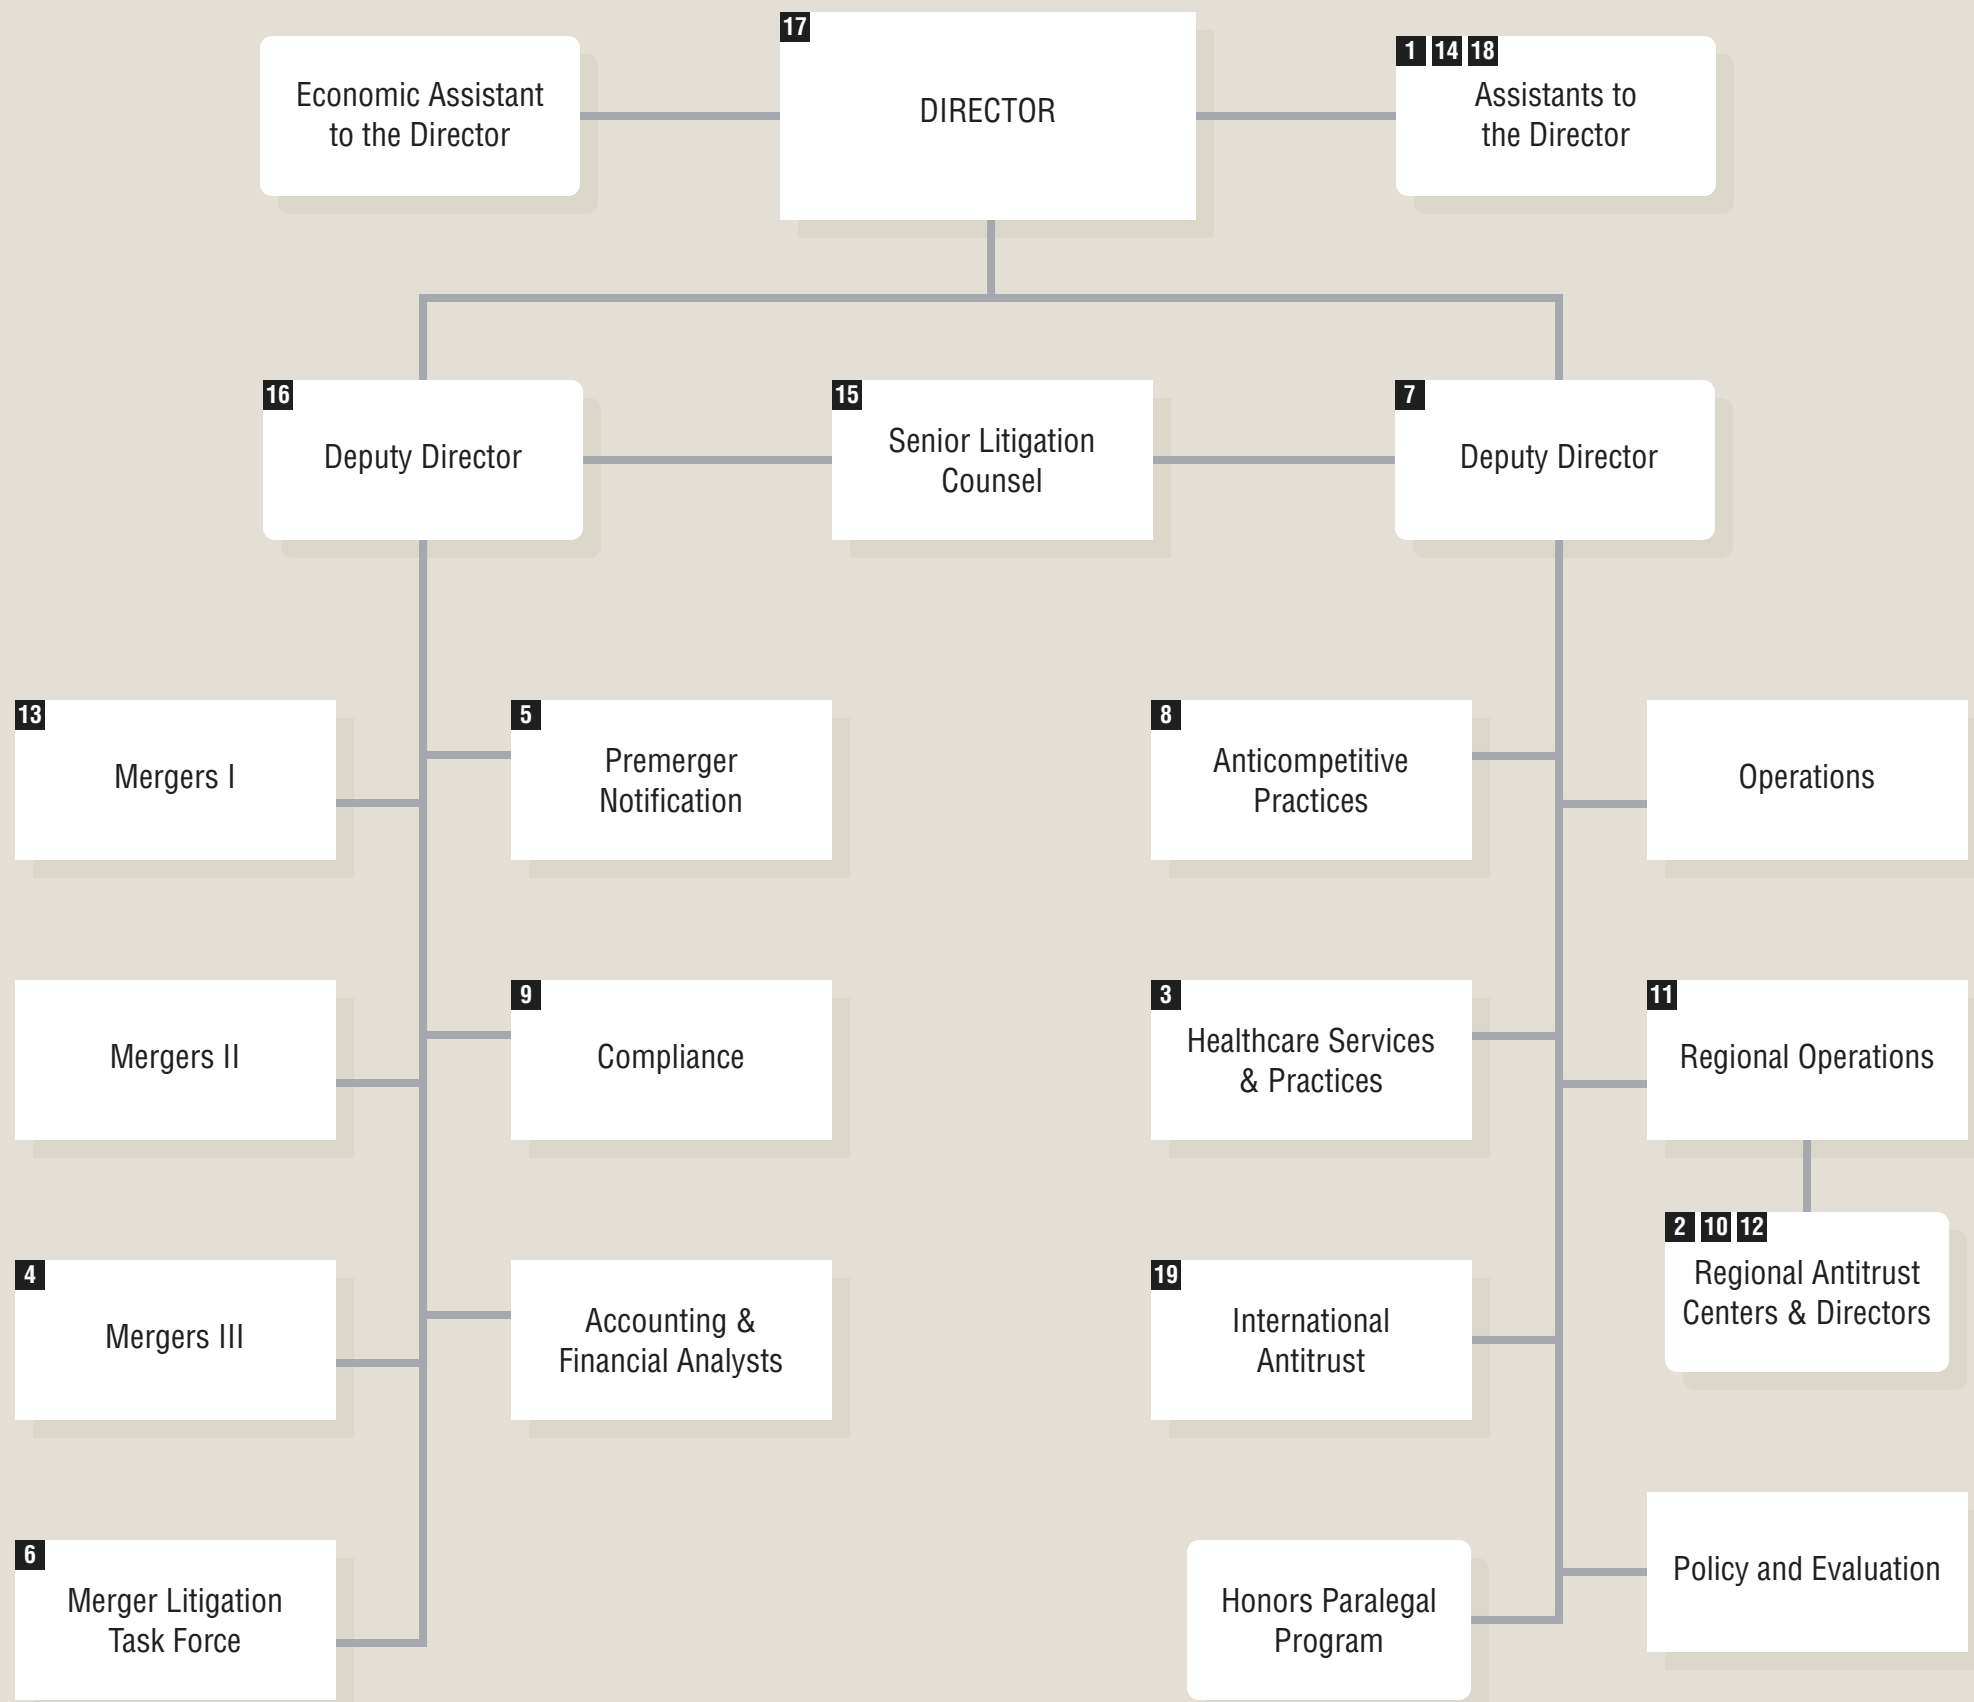 Economic Assistant
to the Director
17
DIRECTOR
1 14 18
Assistants to
the Director
16
Deputy Director
15
Senior Litigation
Counsel
7
Deputy Director
13
Mergers I
5
Premerger
Notification
8
Anticompetitive
Practices
Operations
Mergers II
9
Compliance
3
Healthcare Services
& Practices
11
Regional Operations
2 10 12
Regional Antitrust
Centers & Directors
4
Mergers III
Accounting &
Financial Analysts
19
International
Antitrust
6
Merger Litigation
Task Force
Honors Paralegal
Program
Policy and Evaluation